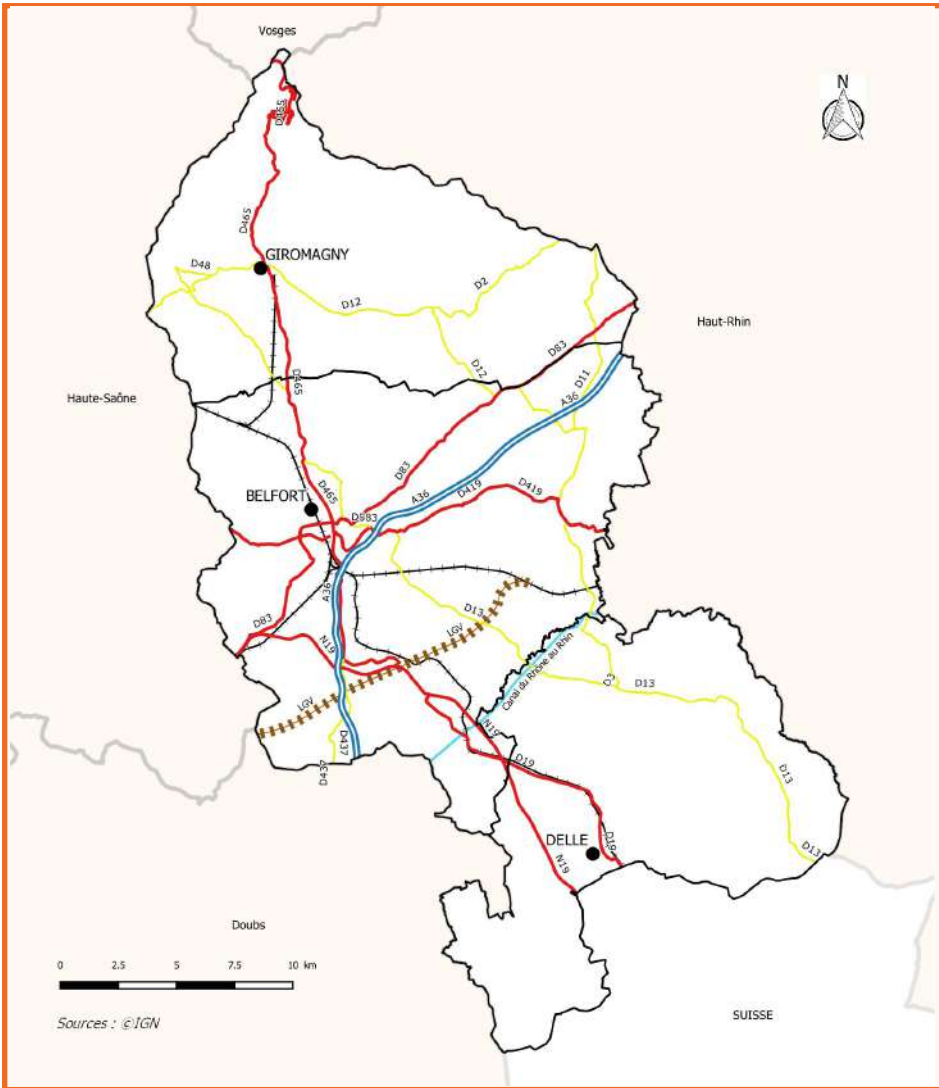 Vosges
N
D465
D465
GIROMAGNY
D48
D2
D12
Haut-Rhin
D83
D12
D11
D465
Haute-Saône
A36
D83
D465
BELFORT
A36
D419
D419
D983
A36
D13
D83
N19
LGV
Canal du Rhône au Rhin
D3
D13
LGV
N19
D437
D437
D19
D13
DELLE
D19
D13
N19
Doubs
0 2.5 5 7.5 10 km
Sources : ©IGN
SUISSE